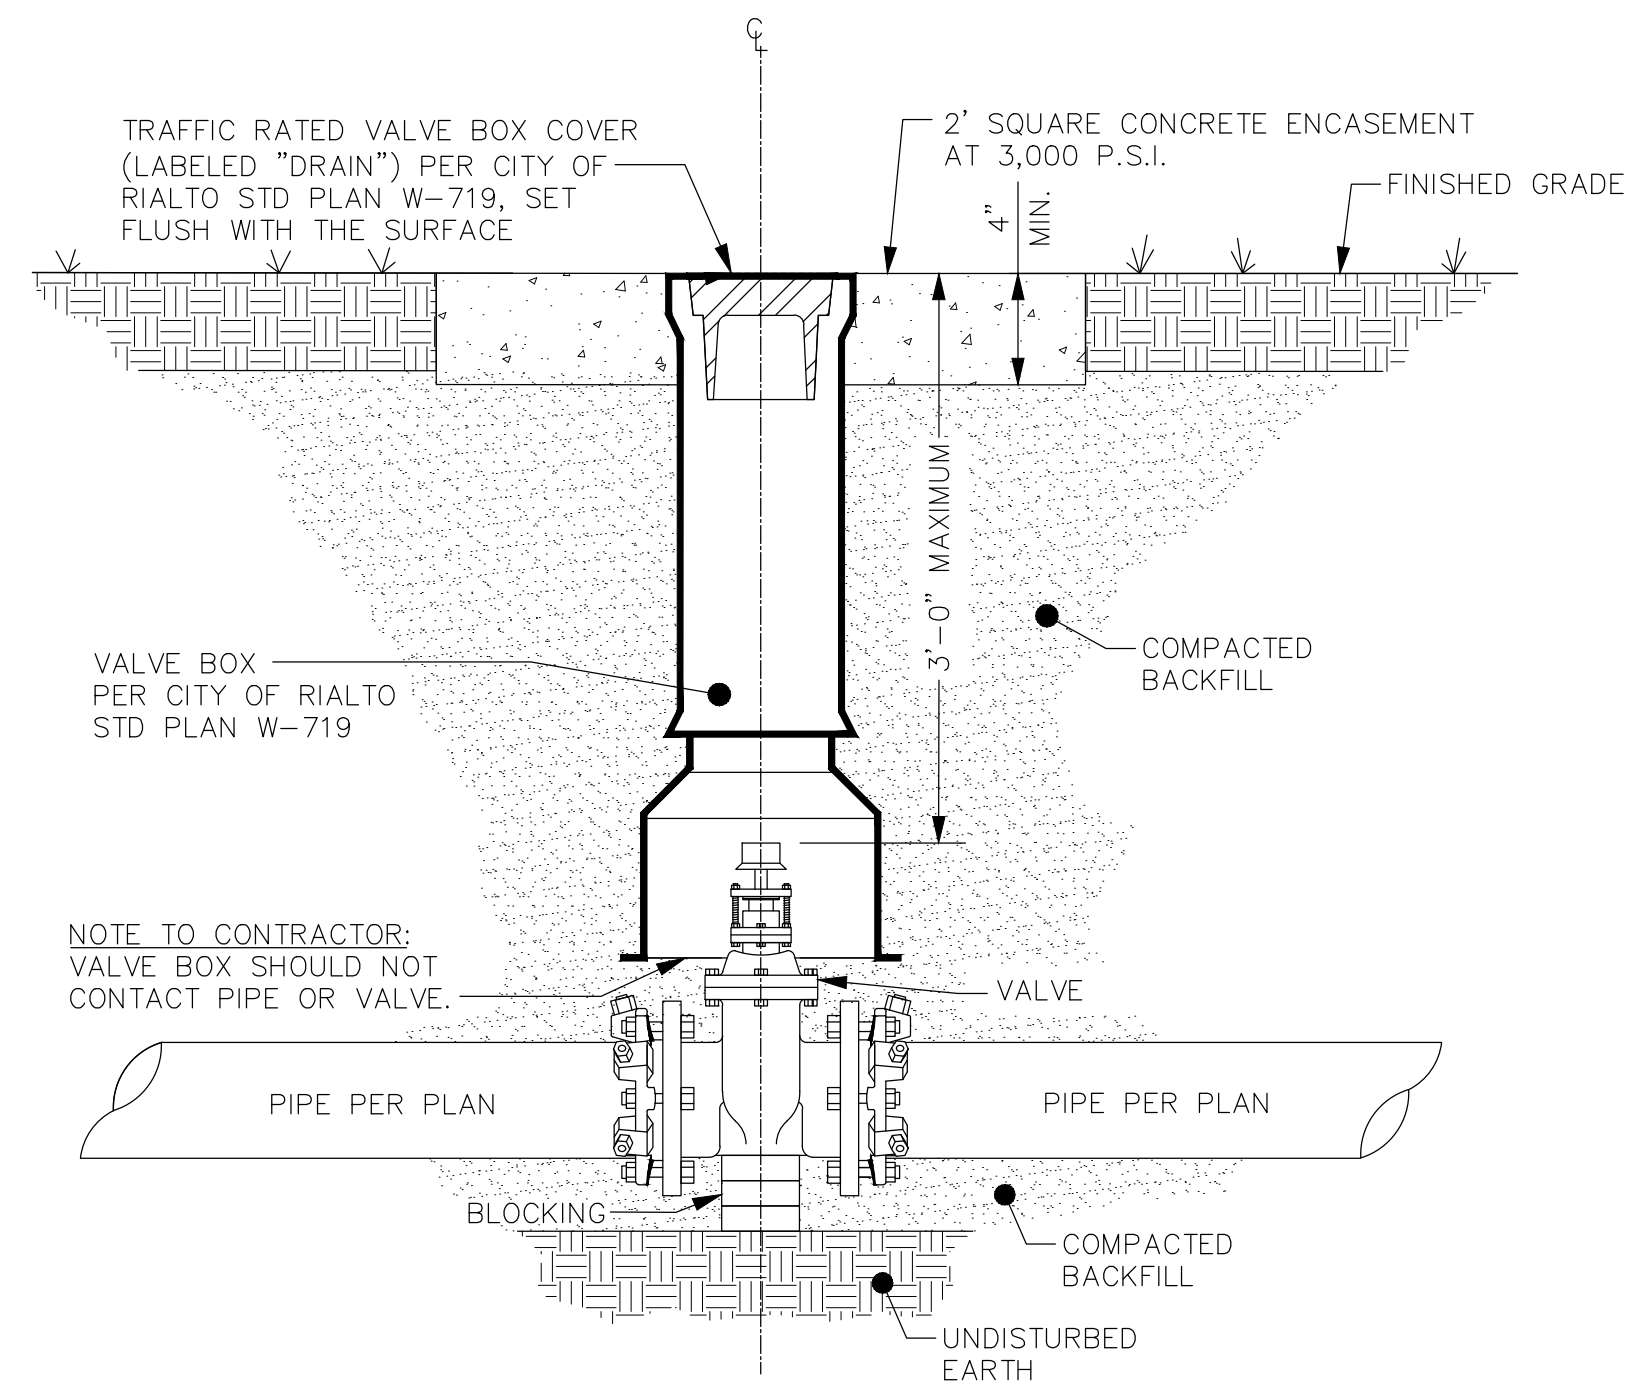 ℄
TRAFFIC RATED VALVE BOX COVER
(LABELED "DRAIN") PER CITY OF
RIALTO STD PLAN W-719, SET
FLUSH WITH THE SURFACE
2' SQUARE CONCRETE ENCASEMENT
AT 3,000 P.S.I.
4"
MIN.
FINISHED GRADE
3'-0" MAXIMUM
COMPACTED
BACKFILL
VALVE BOX
PER CITY OF RIALTO
STD PLAN W-719
NOTE TO CONTRACTOR:
VALVE BOX SHOULD NOT
CONTACT PIPE OR VALVE.
VALVE
PIPE PER PLAN
PIPE PER PLAN
BLOCKING
COMPACTED
BACKFILL
UNDISTURBED
EARTH